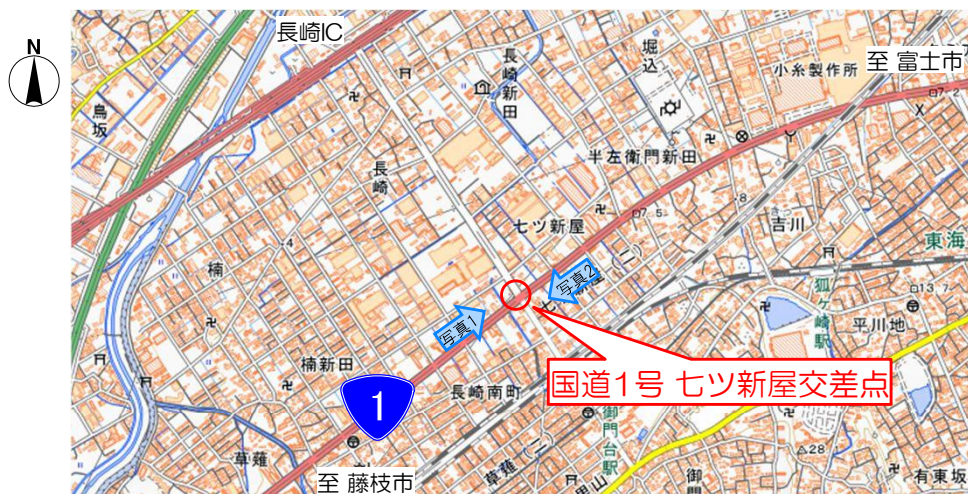 N
長崎IC
至 富士市
小糸製作所
堀込
長崎新田
鳥坂
半左衛門新田
長崎
七ツ新屋
吉川
東海
楠
写真2
写真1
狐ヶ崎駅
平川地
楠新田
国道1号 七ツ新屋交差点
1
長崎南町
御門台駅
草薙
至 藤枝市
有東坂